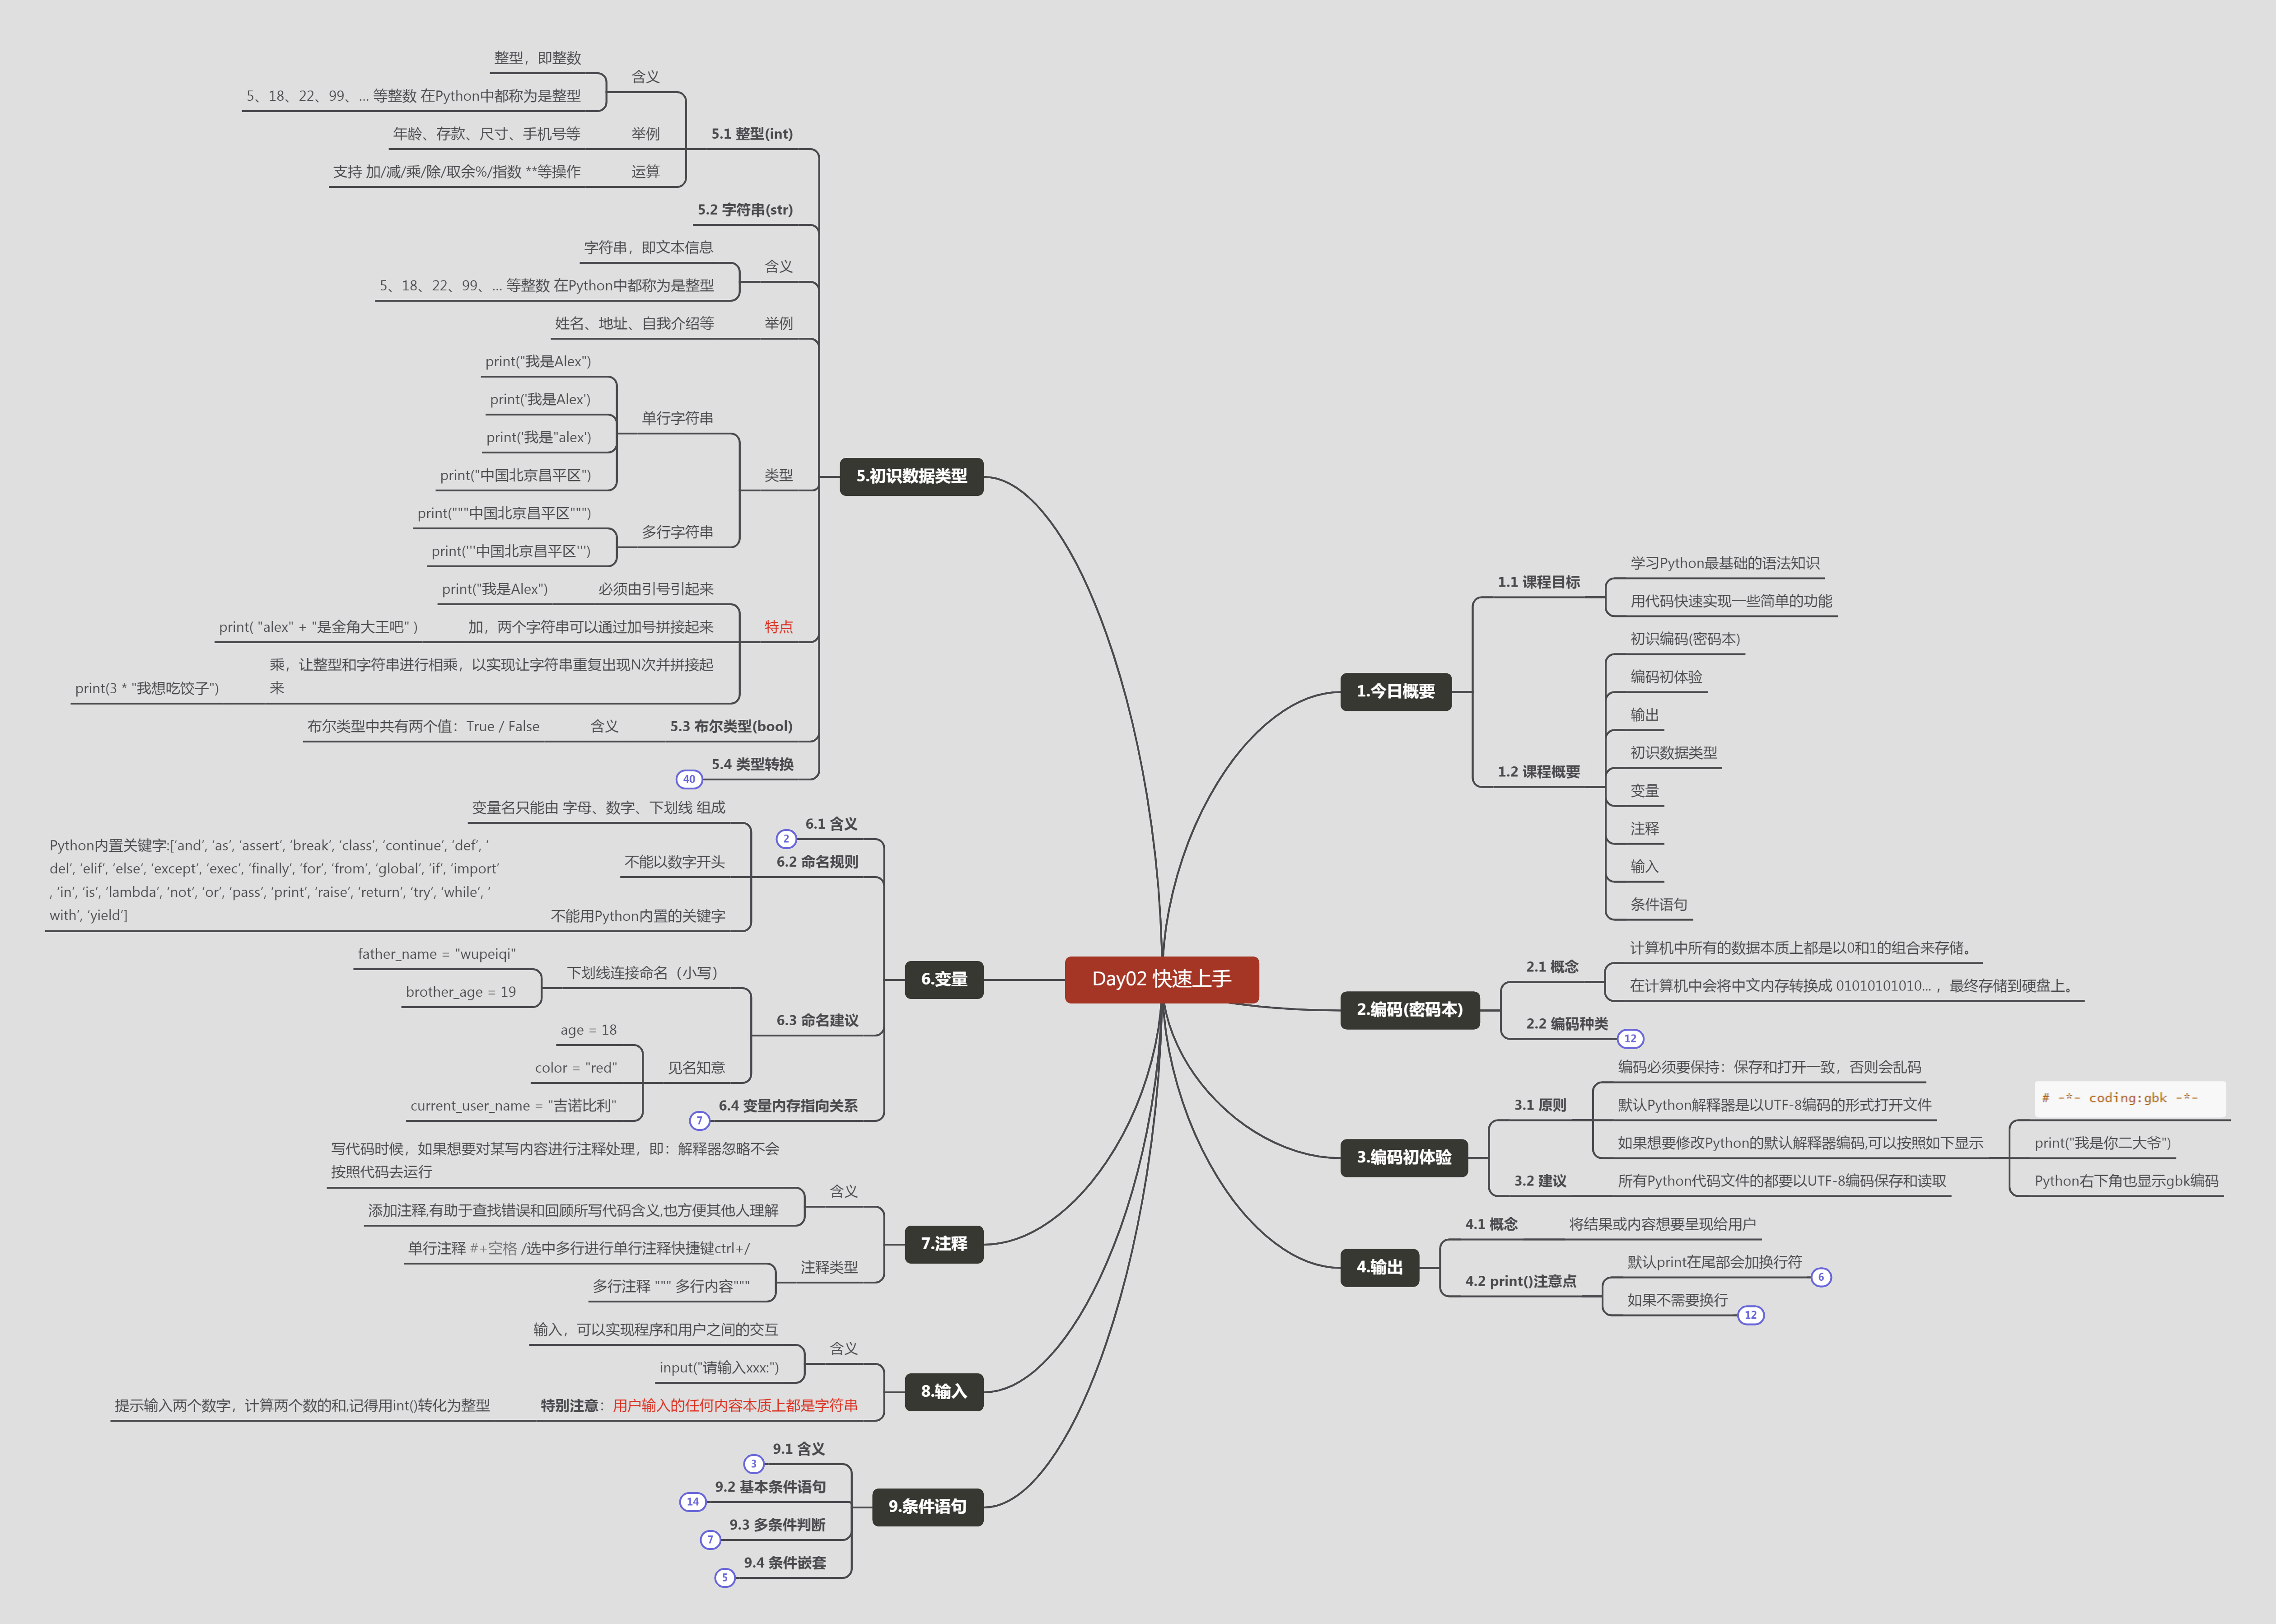 Day02 快速上手
1.今日概要
1.1 课程目标
学习Python最基础的语法知识
用代码快速实现一些简单的功能
1.2 课程概要
初识编码(密码本)
编码初体验
输出
初识数据类型
变量
注释
输入
条件语句
2.编码(密码本)
2.1 概念
计算机中所有的数据本质上都是以0和1的组合来存储。
在计算机中会将中文内存转换成 01010101010... ，最终存储到硬盘上。
2.2 编码种类
12
3.编码初体验
3.1 原则
编码必须要保持：保存和打开一致，否则会乱码
默认Python解释器是以UTF-8编码的形式打开文件
如果想要修改Python的默认解释器编码,可以按照如下显示
# -*- coding:gbk -*-
print("我是你二大爷")
Python右下角也显示gbk编码
3.2 建议
所有Python代码文件的都要以UTF-8编码保存和读取
4.输出
4.1 概念
将结果或内容想要呈现给用户
4.2 print()注意点
默认print在尾部会加换行符
6
如果不需要换行
12
5.初识数据类型
5.1 整型(int)
含义
整型，即整数
5、18、22、99、... 等整数 在Python中都称为是整型
举例
年龄、存款、尺寸、手机号等
运算
支持 加/减/乘/除/取余%/指数 **等操作
5.2 字符串(str)
含义
字符串，即文本信息
5、18、22、99、... 等整数 在Python中都称为是整型
举例
姓名、地址、自我介绍等
类型
单行字符串
print("我是Alex")
print('我是Alex')
print('我是"alex')
print("中国北京昌平区")
多行字符串
print("""中国北京昌平区""")
print('''中国北京昌平区''')
特点
必须由引号引起来
print("我是Alex")
加，两个字符串可以通过加号拼接起来
print( "alex" + "是金角大王吧" )
乘，让整型和字符串进行相乘，以实现让字符串重复出现N次并拼接起
来
print(3 * "我想吃饺子")
5.3 布尔类型(bool)
含义
布尔类型中共有两个值：True / False
5.4 类型转换
40
6.变量
6.1 含义
2
6.2 命名规则
变量名只能由 字母、数字、下划线 组成
不能以数字开头
不能用Python内置的关键字
Python内置关键字:[‘and’, ‘as’, ‘assert’, ‘break’, ‘class’, ‘continue’, ‘def’, ‘
del’, ‘elif’, ‘else’, ‘except’, ‘exec’, ‘finally’, ‘for’, ‘from’, ‘global’, ‘if’, ‘import’
, ‘in’, ‘is’, ‘lambda’, ‘not’, ‘or’, ‘pass’, ‘print’, ‘raise’, ‘return’, ‘try’, ‘while’, ‘
with’, ‘yield’]
6.3 命名建议
下划线连接命名（小写）
father_name = "wupeiqi"
brother_age = 19
见名知意
age = 18
color = "red"
current_user_name = "吉诺比利"
6.4 变量内存指向关系
7
7.注释
含义
写代码时候，如果想要对某写内容进行注释处理，即：解释器忽略不会
按照代码去运行
添加注释,有助于查找错误和回顾所写代码含义,也方便其他人理解
注释类型
单行注释 #+空格 /选中多行进行单行注释快捷键ctrl+/
多行注释 """ 多行内容"""
8.输入
含义
输入，可以实现程序和用户之间的交互
input("请输入xxx:")
特别注意：用户输入的任何内容本质上都是字符串
提示输入两个数字，计算两个数的和,记得用int()转化为整型
9.条件语句
9.1 含义
3
9.2 基本条件语句
14
9.3 多条件判断
7
9.4 条件嵌套
5